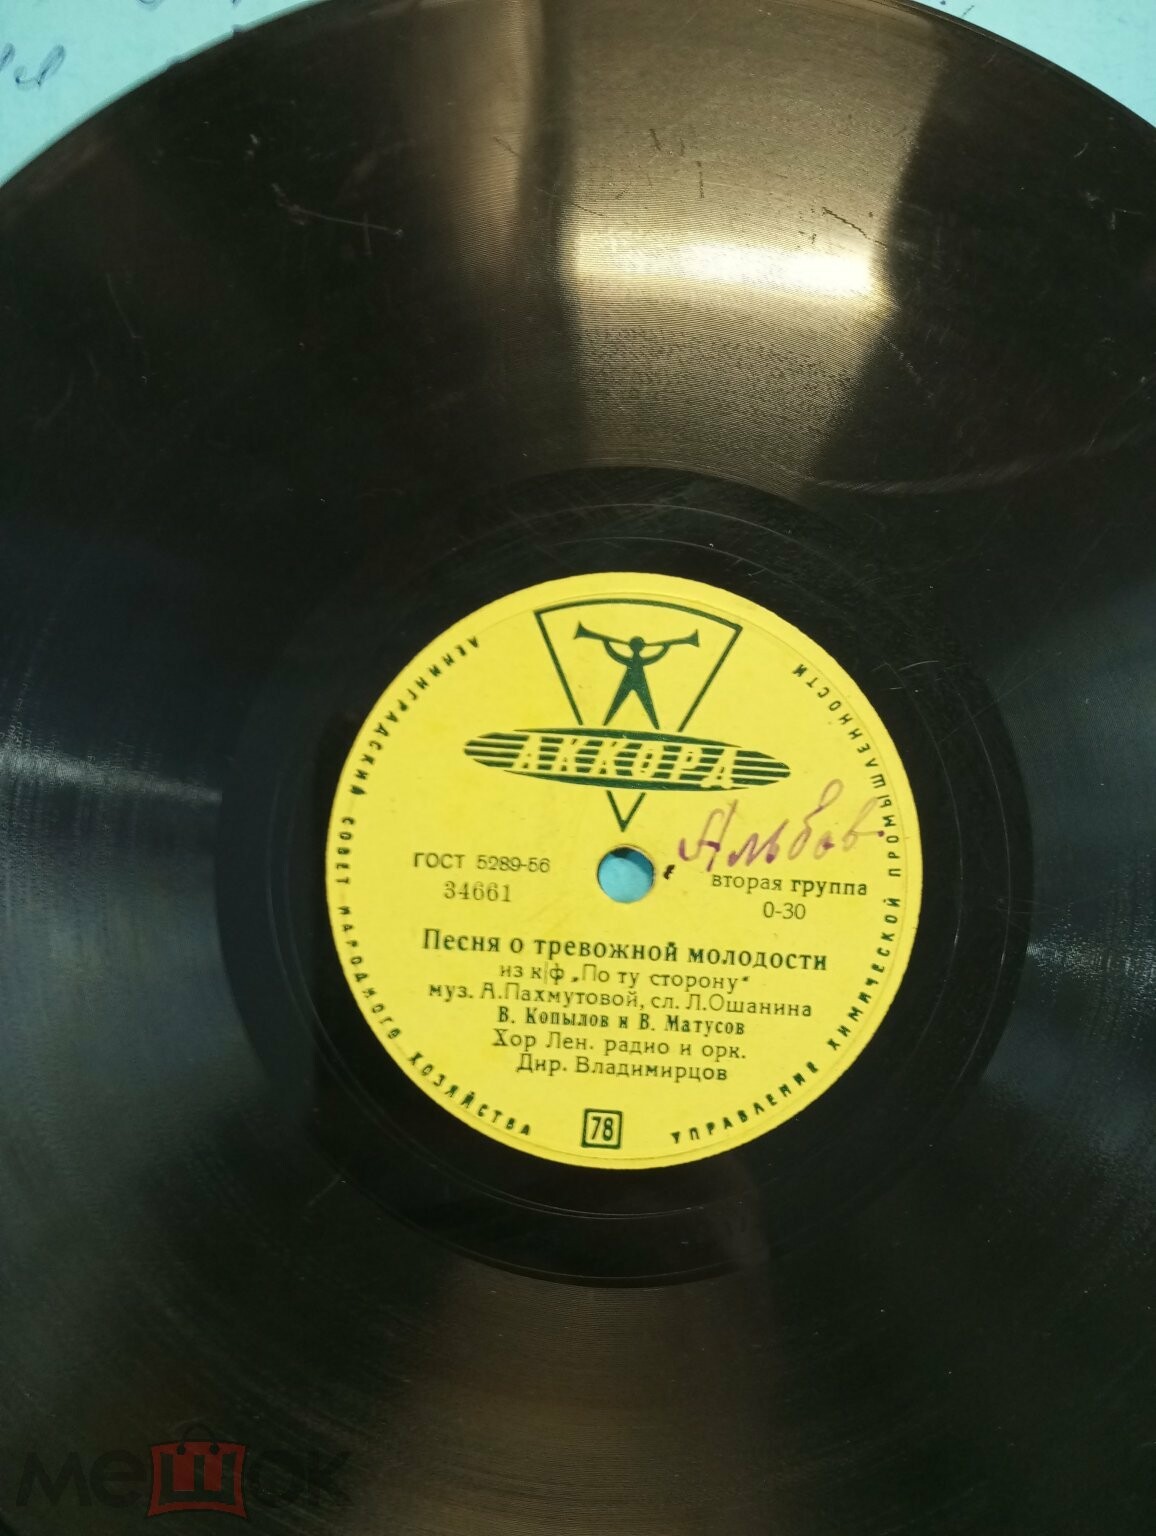 АККОРД
ЛЕНИНГРАДСКИЙ СОВЕТ НАРОДНОГО ХОЗЯЙСТВА
УПРАВЛЕНИЕ ХИМИЧЕСКОЙ ПРОМЫШЛЕННОСТИ
Альбов
ГОСТ 5289-56
34661
вторая группа
0-30
Песня о тревожной молодости
из к/ф „По ту сторону“
муз. А.Пахмутовой, сл. Л.Ошанина
В. Копылов и В. Матусов
Хор Лен. радио и орк.
Дир. Владимирцов
78
мешок